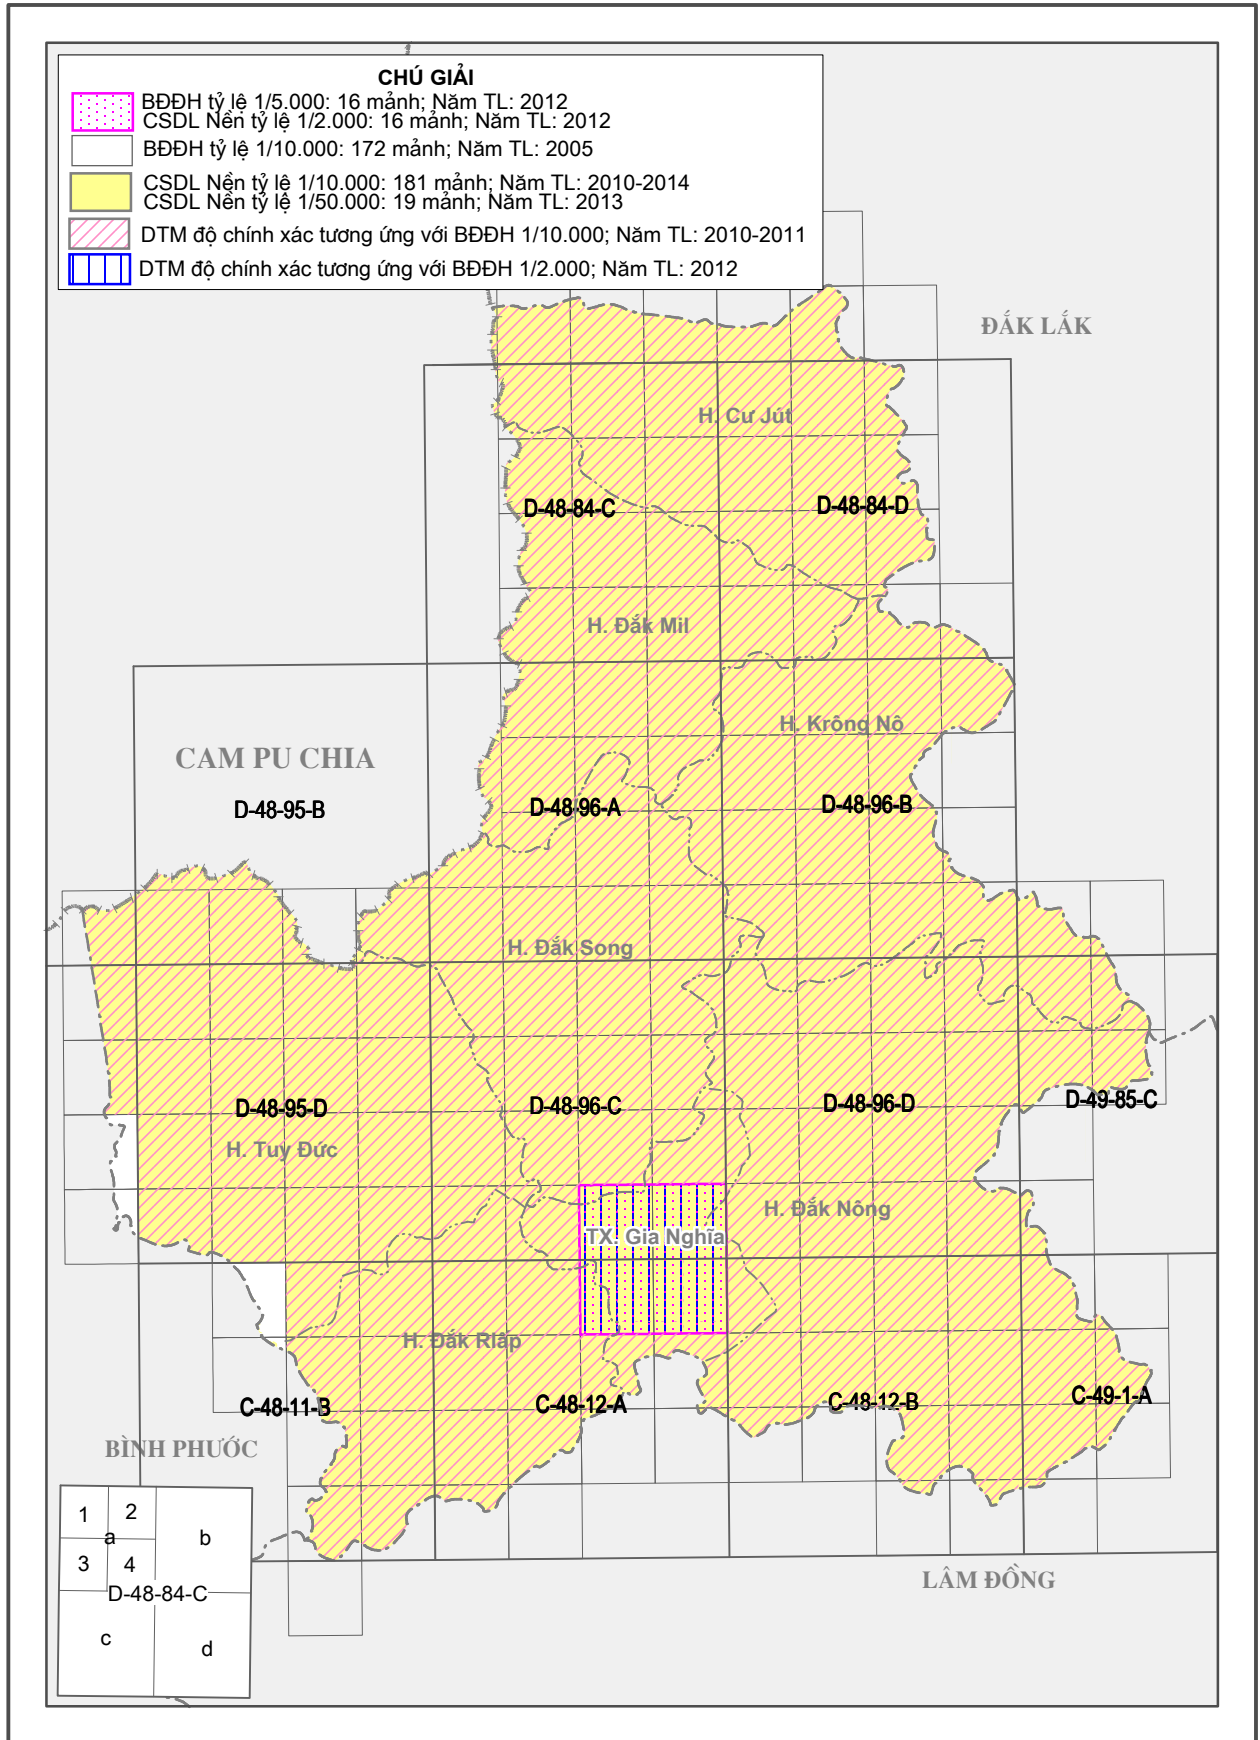 CHÚ GIẢI
BĐĐH tỷ lệ 1/5.000: 16 mảnh; Năm TL: 2012
CSDL Nền tỷ lệ 1/2.000: 16 mảnh; Năm TL: 2012
BĐĐH tỷ lệ 1/10.000: 172 mảnh; Năm TL: 2005
CSDL Nền tỷ lệ 1/10.000: 181 mảnh; Năm TL: 2010-2014
CSDL Nền tỷ lệ 1/50.000: 19 mảnh; Năm TL: 2013
DTM độ chính xác tương ứng với BĐĐH 1/10.000; Năm TL: 2010-2011
DTM độ chính xác tương ứng với BĐĐH 1/2.000; Năm TL: 2012
ĐẮK LẮK
H. Cư Jút
D-48-84-C
D-48-84-D
H. Đắk Mil
H. Krông Nô
CAM PU CHIA
D-48-95-B
D-48-96-A
D-48-96-B
H. Đắk Song
D-48-95-D
D-48-96-C
D-48-96-D
D-49-85-C
H. Tuy Đức
H. Đắk Nông
TX. Gia Nghĩa
H. Đắk Rlấp
C-48-11-B
C-48-12-A
C-48-12-B
C-49-1-A
BÌNH PHƯỚC
LÂM ĐỒNG
1
2
a
b
3
4
D-48-84-C
c
d